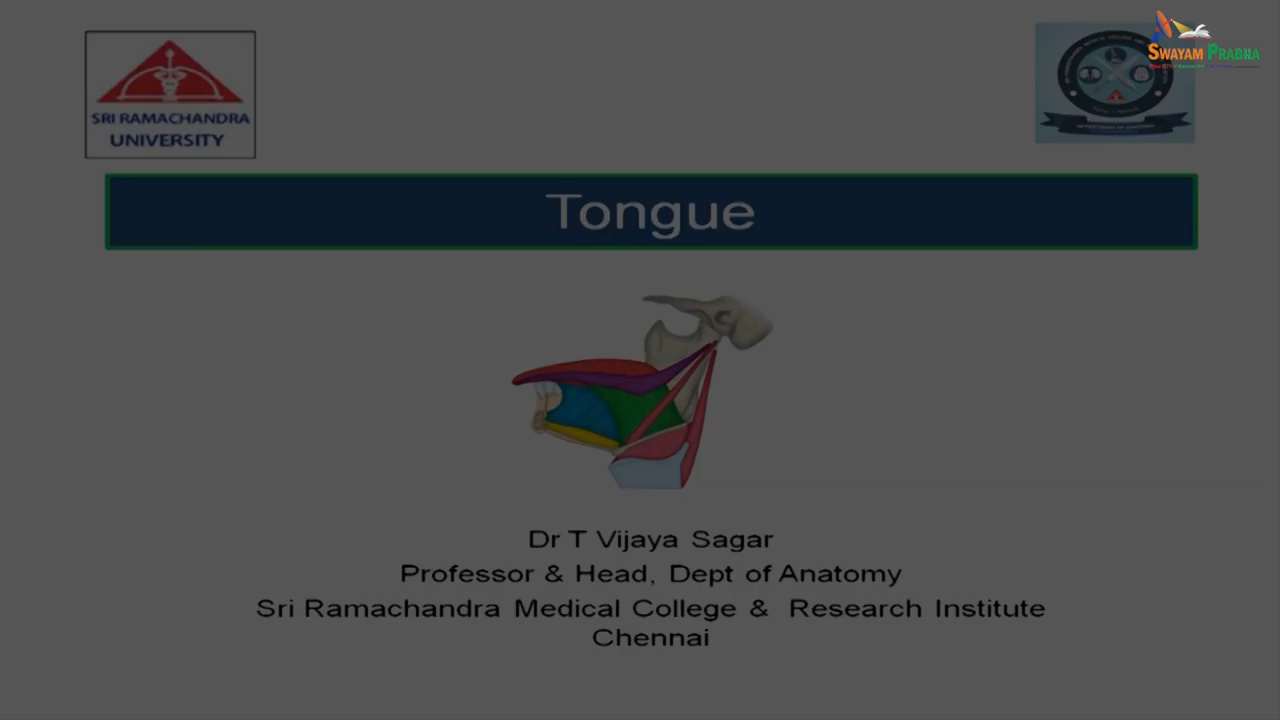 SWAYAM PRABHA
SRI RAMACHANDRA
UNIVERSITY
Tongue
Dr T Vijaya Sagar
Professor & Head, Dept of Anatomy
Sri Ramachandra Medical College & Research Institute
Chennai